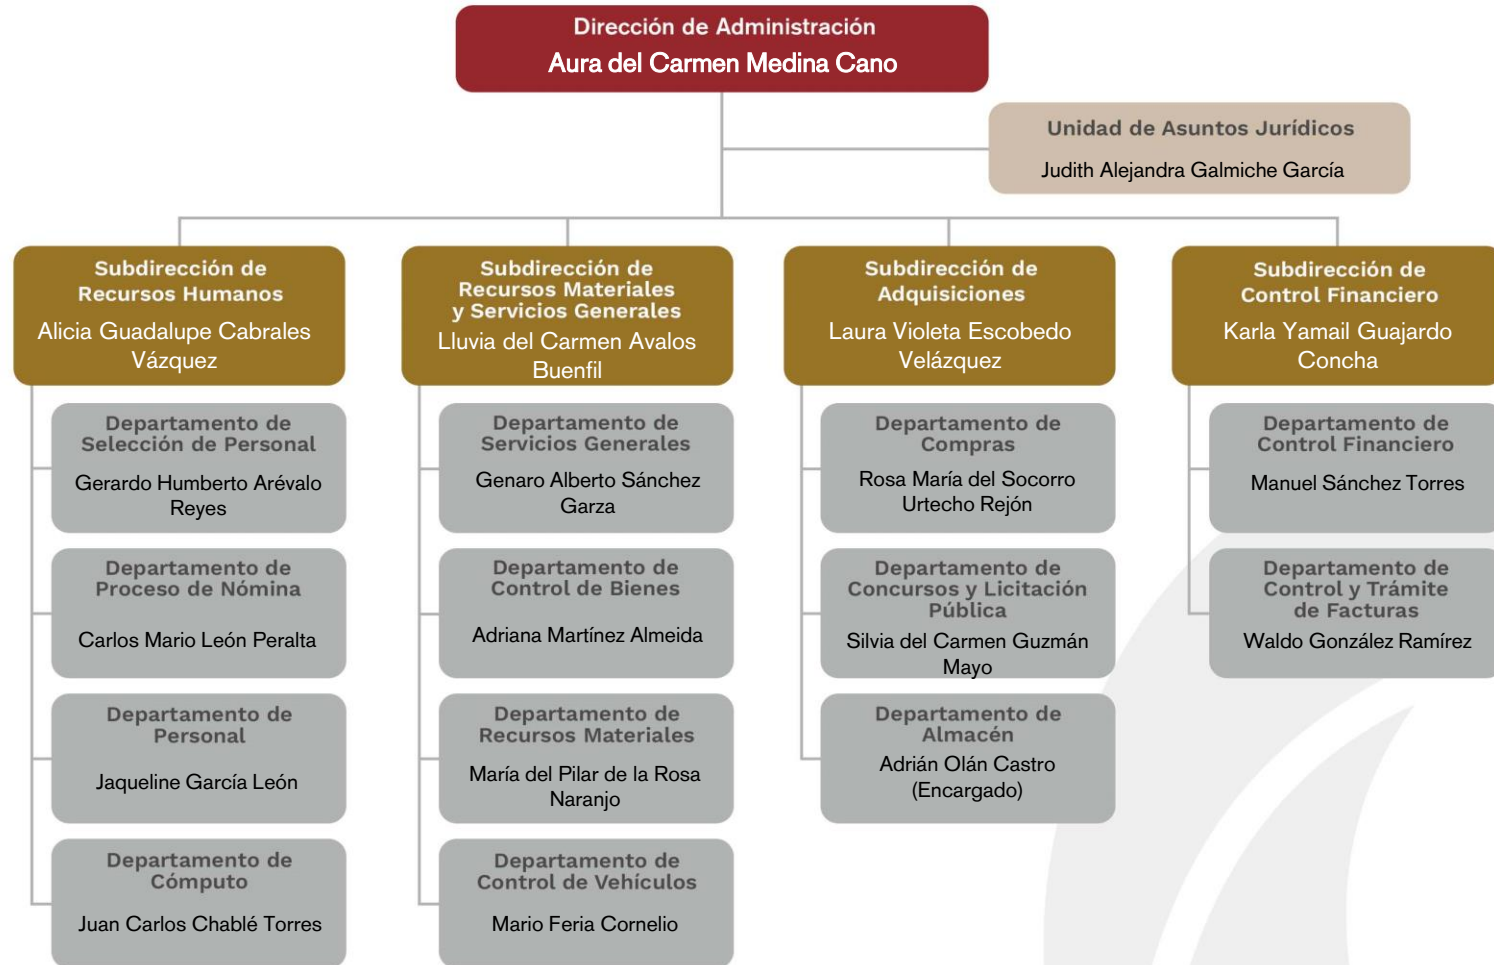 Dirección de Administración
Aura del Carmen Medina Cano
Unidad de Asuntos Jurídicos
Judith Alejandra Galmiche García
Subdirección de
Recursos Humanos
Alicia Guadalupe Cabrales
Vázquez
Departamento de
Selección de Personal
Gerardo Humberto Arévalo
Reyes
Departamento de
Proceso de Nómina
Carlos Mario León Peralta
Departamento de
Personal
Jaqueline García León
Departamento de
Cómputo
Juan Carlos Chablé Torres
Subdirección de
Recursos Materiales
y Servicios Generales
Lluvia del Carmen Avalos
Buenfil
Departamento de
Servicios Generales
Genaro Alberto Sánchez
Garza
Departamento de
Control de Bienes
Adriana Martínez Almeida
Departamento de
Recursos Materiales
María del Pilar de la Rosa
Naranjo
Departamento de
Control de Vehículos
Mario Feria Cornelio
Subdirección de
Adquisiciones
Laura Violeta Escobedo
Velázquez
Departamento de
Compras
Rosa María del Socorro
Urtecho Rejón
Departamento de
Concursos y Licitación
Pública
Silvia del Carmen Guzmán
Mayo
Departamento de
Almacén
Adrián Olán Castro
(Encargado)
Subdirección de
Control Financiero
Karla Yamail Guajardo
Concha
Departamento de
Control Financiero
Manuel Sánchez Torres
Departamento de
Control y Trámite
de Facturas
Waldo González Ramírez